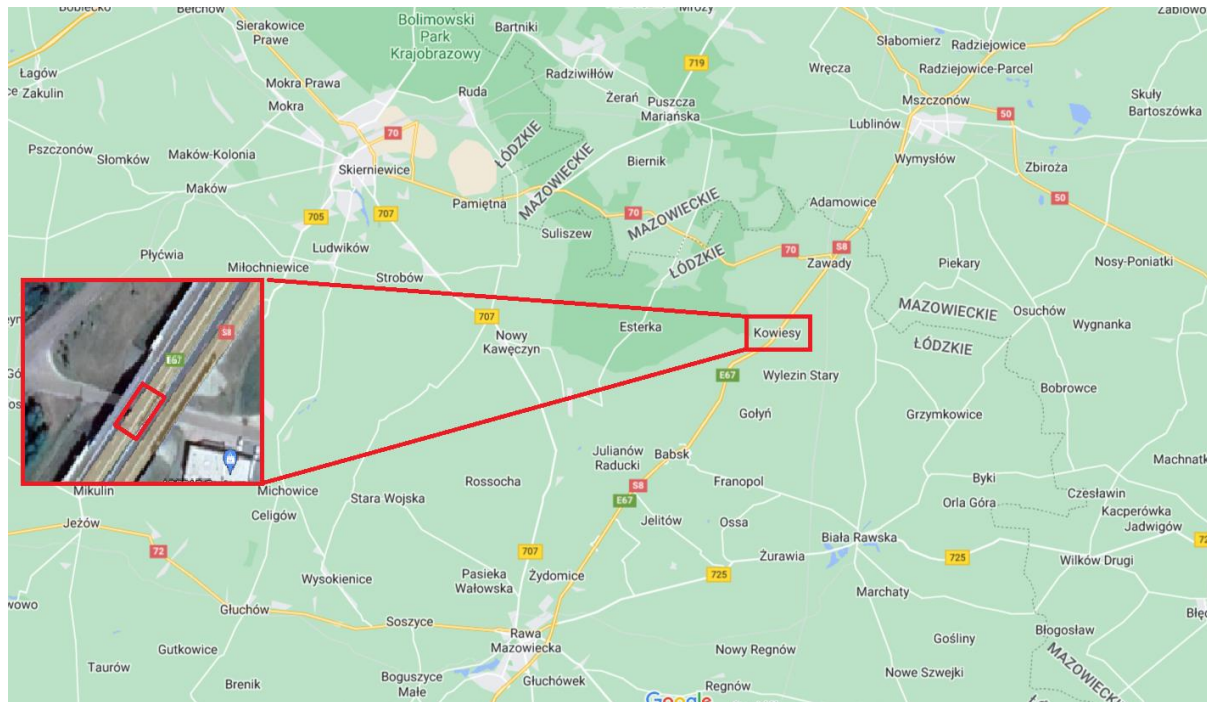 Bełchów
Sierakowice
Prawe
Bolimowski
Park
Krajobrazowy
Bartniki
Mrozy
Słabomierz
Radziejowice
Radziejowice-Parcel
Łagów
Zakulin
Mokra Prawa
Mokra
Ruda
Radziwiłłów
Żerań
719
Puszcza
Mariańska
Wręcza
Mszczonów
50
Skuły
Bartoszówka
Lublinów
Pszczonów
Słomków
Maków-Kolonia
Maków
70
Skierniewice
ŁÓDZKIE
MAZOWIECKIE
Biernik
Wymysłów
Zbiroża
50
705
707
Pamiętna
Suliszew
70
MAZOWIECKIE
Adamowice
Ludwików
Płyćwia
Miłochniewice
Strobów
ŁÓDZKIE
70
S8
Zawady
Piekary
Nosy-Poniatki
S8
E67
707
Nowy
Kawęczyn
Esterka
Kowiesy
MAZOWIECKIE
ŁÓDZKIE
Osuchów
Wygnanka
E67
Wylezin Stary
Bobrowce
Gołyń
Grzymkowice
Julianów
Raducki
Babsk
Mikulin
Michowice
Celigów
Stara Wojska
Rossocha
S8
E67
Franopol
Byki
Orla Góra
Machnatk
Czesławin
Kacperówka
Jadwigów
Jeżów
72
Jelitów
Ossa
Biała Rawska
707
725
Żurawia
725
Wilków Drugi
Wysokienice
Pasieka
Wałowska
Żydomice
Marchaty
Głuchów
Soszyce
Rawa
Mazowiecka
Gośliny
Błogosław
Gutkowice
Nowy Regnów
Taurów
Brenik
Boguszyce
Małe
Głuchówek
Regnów
Nowe Szwejki
MAZOWIECKIE
Google